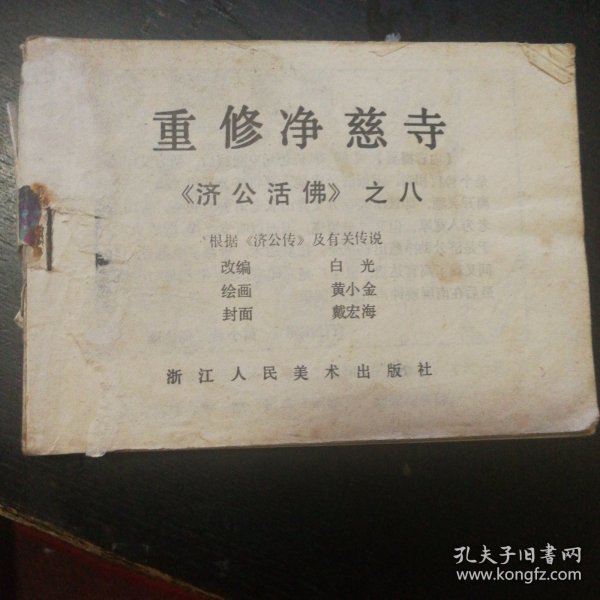 重修净慈寺
《济公活佛》之八
根据《济公传》及有关传说
改编 白光
绘画 黄小金
封面 戴宏海
浙江人民美术出版社
孔夫子旧书网
www.kongfz.com